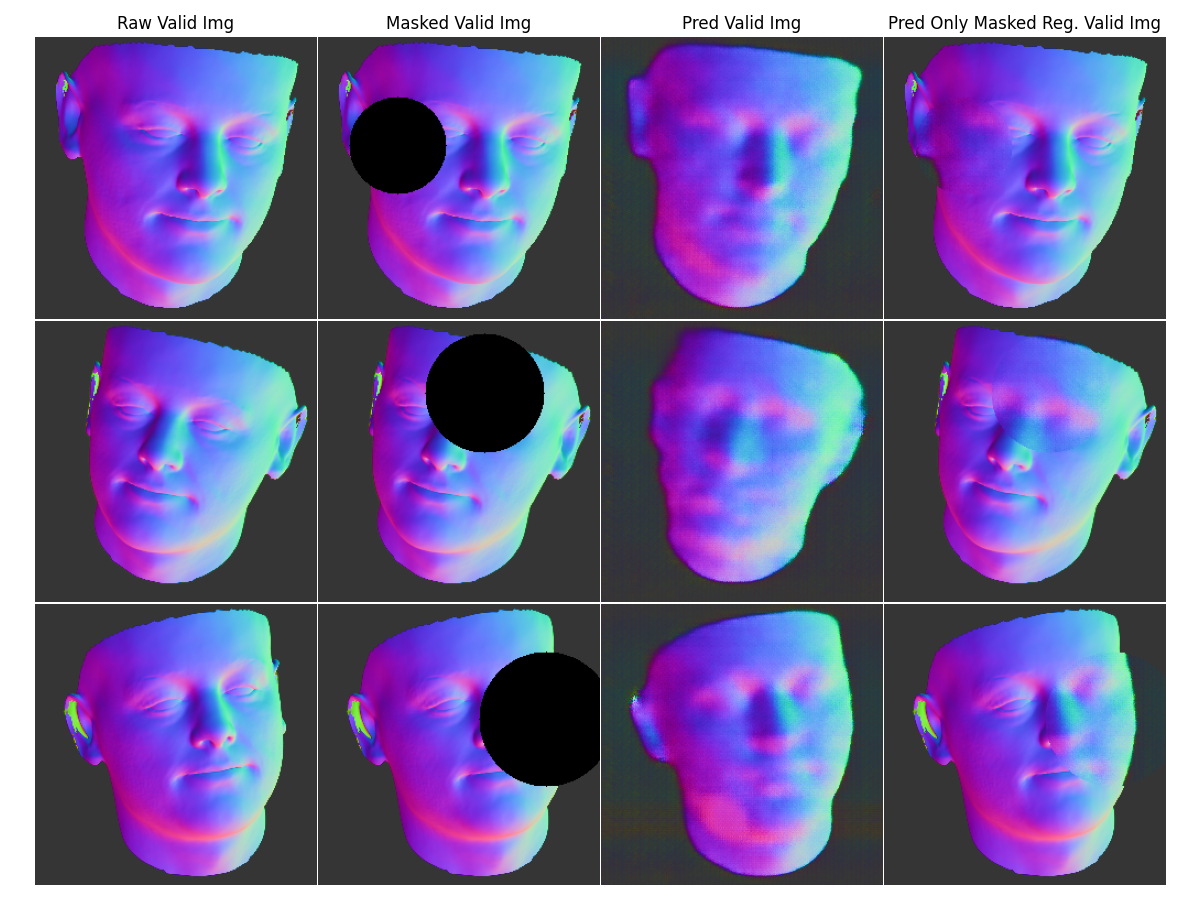 Raw Valid Img
Masked Valid Img
Pred Valid Img
Pred Only Masked Reg. Valid Img